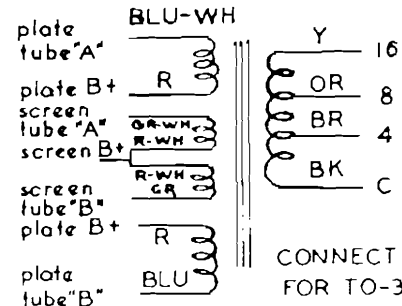 BLU-WH
plate
tube"A"
plate B+
R
screen
tube"A"
GR-WH
R-WH
screen B+
R-WH
GR
screen
tube"B"
plate B+
R
plate
tube"B"
BLU
Y 16
OR 8
BR 4
BK C
CONNECT
FOR TO-3